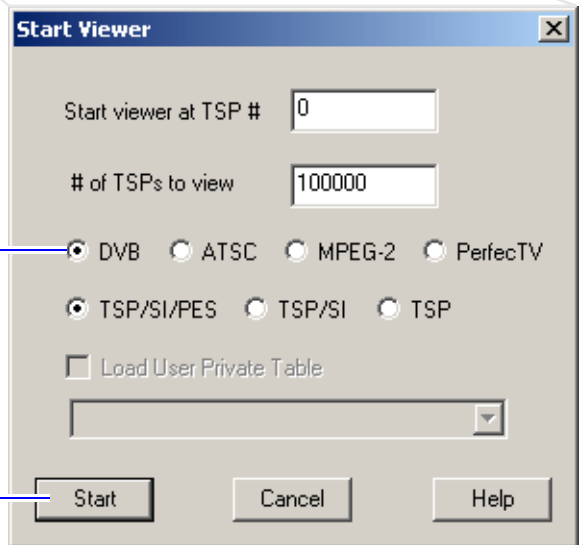 Start Viewer
Start viewer at TSP # 0
# of TSPs to view 100000
DVB ATSC MPEG-2 PerfecTV
TSP/SI/PES TSP/SI TSP
Load User Private Table
Start Cancel Help